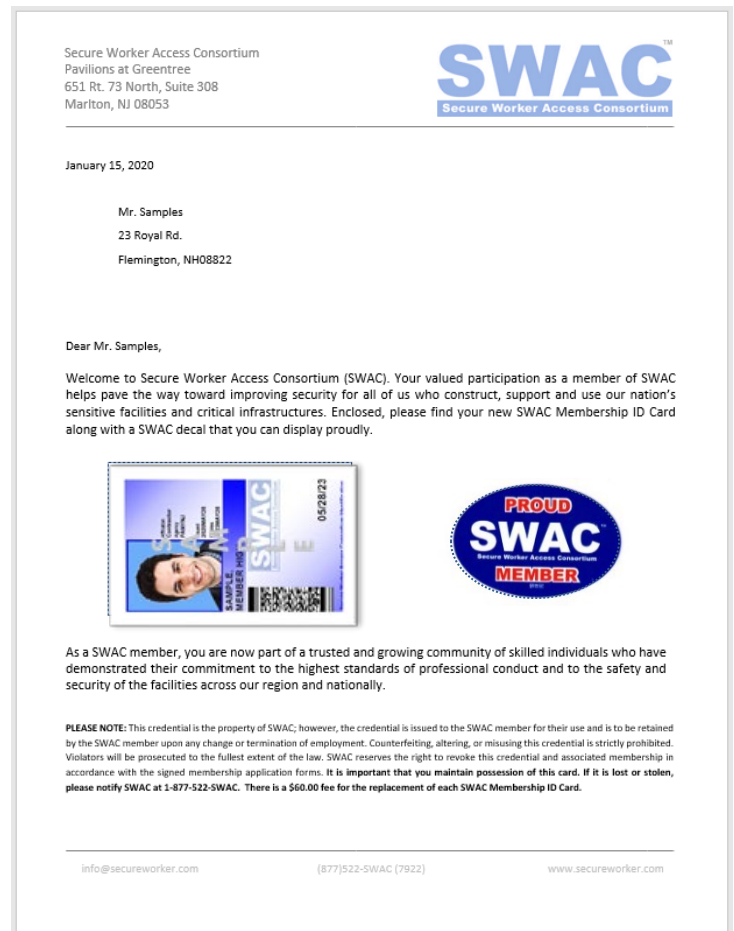 Secure Worker Access Consortium
Pavilions at Greentree
651 Rt. 73 North, Suite 308
Marlton, NJ 08053
SWAC
TM
Secure Worker Access Consortium
January 15, 2020
Mr. Samples
23 Royal Rd.
Flemington, NH08822
Dear Mr. Samples,
Welcome to Secure Worker Access Consortium (SWAC). Your valued participation as a member of SWAC
helps pave the way toward improving security for all of us who construct, support and use our nation's
sensitive facilities and critical infrastructures. Enclosed, please find your new SWAC Membership ID Card
along with a SWAC decal that you can display proudly.
SAMPLE
SAMPLE,
MEMBER HIG
SWAC
05/28/23
PROUD
SWAC
Secure Worker Access Consortium
MEMBER
As a SWAC member, you are now part of a trusted and growing community of skilled individuals who have
demonstrated their commitment to the highest standards of professional conduct and to the safety and
security of the facilities across our region and nationally.
PLEASE NOTE: This credential is the property of SWAC; however, the credential is issued to the SWAC member for their use and is to be retained
by the SWAC member upon any change or termination of employment. Counterfeiting, altering, or misusing this credential is strictly prohibited.
Violators will be prosecuted to the fullest extent of the law. SWAC reserves the right to revoke this credential and associated membership in
accordance with the signed membership application forms. It is important that you maintain possession of this card. If it is lost or stolen,
please notify SWAC at 1-877-522-SWAC. There is a $60.00 fee for the replacement of each SWAC Membership ID Card.
info@secureworker.com
(877)522-SWAC (7922)
www.secureworker.com